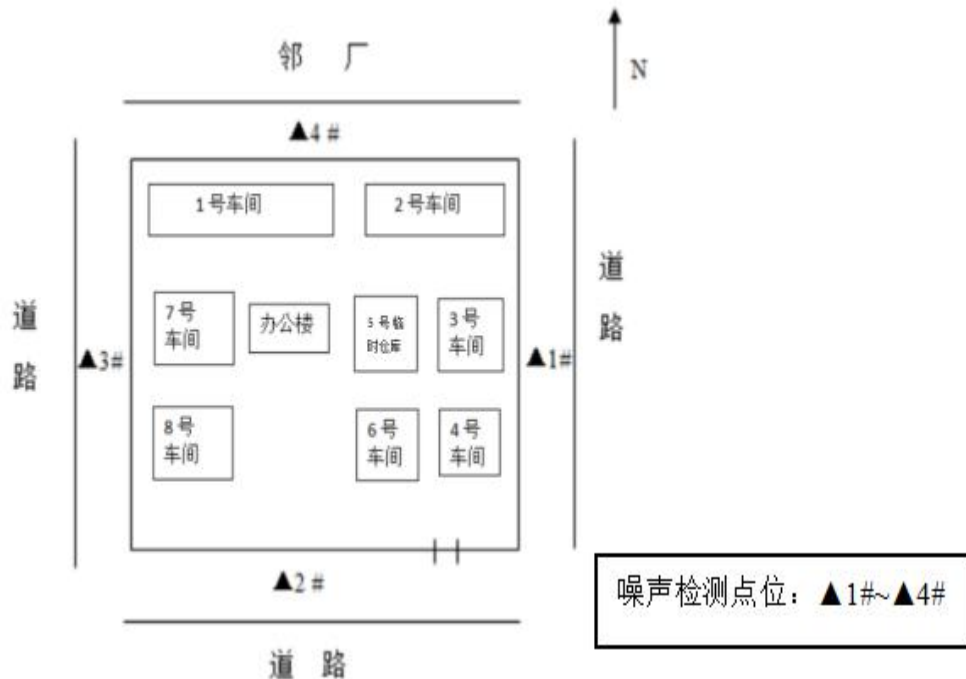 邻 厂
N
▲4#
1号车间
2号车间
道
路
道
路
7号
车间
办公楼
5号临
时仓库
3号
车间
▲3#
▲1#
8号
车间
6号
车间
4号
车间
▲2#
噪声检测点位：▲1#~▲4#
道 路